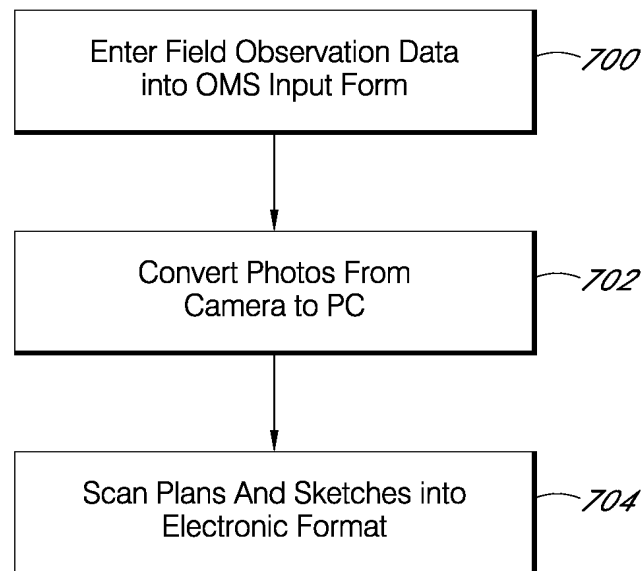 Enter Field Observation Data
into OMS Input Form
700
Convert Photos From
Camera to PC
702
Scan Plans And Sketches into
Electronic Format
704